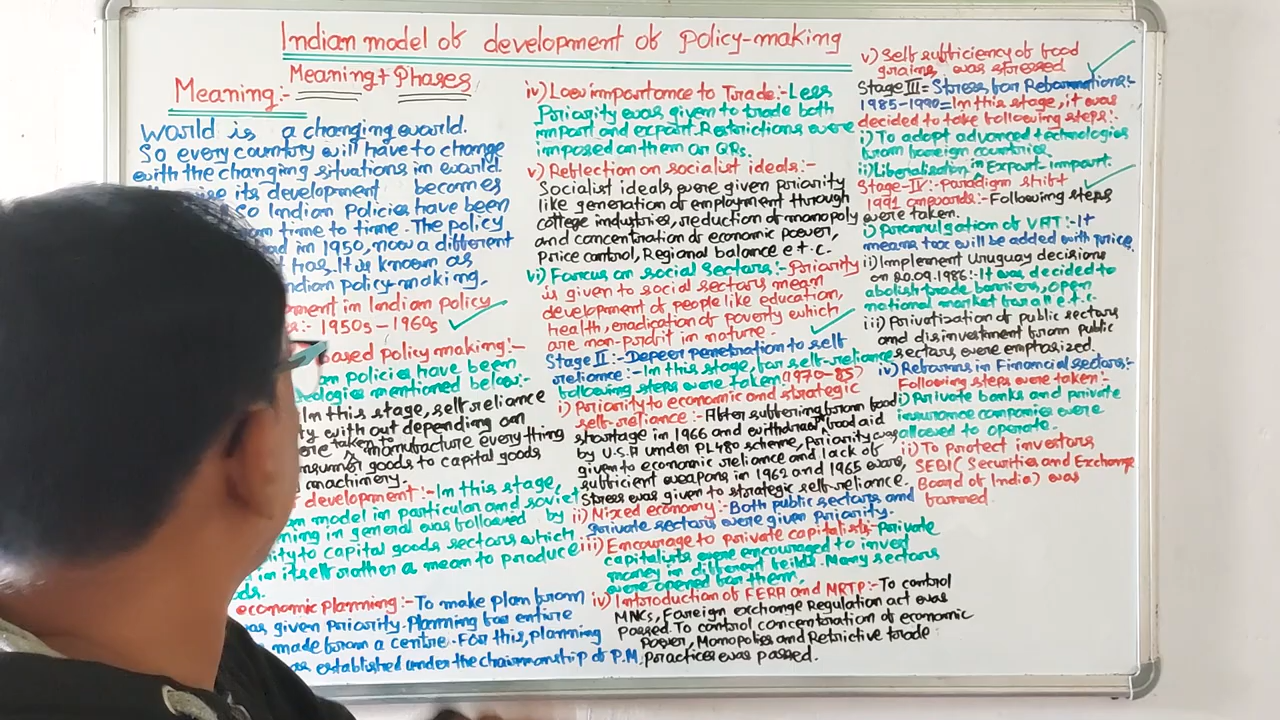 Indian model of development of policy-making
Meaning + Phases
Meaning:-
World is a changing world.
So every country will have to change
with the changing situations in world.
its development becomes
So Indian Policies have been
time to time. The policy
in 1950, now a different
has. It is known as
Indian policy-making.
in Indian policy
1950s - 1960s
based policy making:-
policies have been
mentioned below:-
In this stage, self reliance
with out depending on
taken to manufacture everything
goods to capital goods
machinery.
development:- In this stage,
model in particular and soviet
in general was followed by
to capital goods sectors which
in itself rather a mean to produce
economic planning:- To make plan from
was given priority. Planning for entire
made from a centre. For this, planning
established under the chairmanship of P.M.
iv) Low importance to Trade:- Less
Priority was given to trade both
import and export. Restrictions were
imposed on them or QRs.
v) Reflection on socialist ideals:-
Socialist ideals were given priority
like generation of employment through
cottege industries, reduction of monopoly
and concentration of economic power,
Price control, Regional balance e.t.c.
vi) Foucus on social Sectors:- Priority
is given to social sectors mean
development of people like education,
health, eradication of poverty which
are non-profit in nature.
Stage II:- Depeer penetration to self
reliance:- In this stage, for self-reliance
following steps were taken (1970-85)
i) Priority to economic and strategic
self-reliance:- After suffering from food
shortage in 1966 and withdraw of food aid
by U.S.A under PL480 scheme, Priority was
given to economic reliance and lack of
sufficient weapons in 1962 and 1965 wars,
Stress was given to strategic self-reliance.
ii) Mixed economy:- Both public sectors and
private sectors were given Priority.
iii) Encourage to private capitalists:- Private
capitalists were encouraged to invest
money in different feilds. Many sectors
were opened for them.
iv) Introduction of FERA and MRTP:- To control
MNCs, Foreign exchange Regulation act was
Passed. To control concentration of economic
Power, Monopolies and Retrictive trade
practices was passed.
v) Self sufficiency of food
grains was stressed
Stage III = Stress for Reformations:-
1985-1990 = In this stage, it was
decided to take following steps:-
i) To adopt advanced technologies
from foreign countries.
ii) Liberalisation in Export-import.
Stage-IV:- Paradigm shift
1991 onwards:- Following steps
were taken.
i) Promulgation of VAT:- It
means tax will be added with price.
ii) Implement Uruguay decisions
on 20.09.1986:- It was decided to
abolish trade barriers, open
national market for all e.t.c.
iii) Privatization of public sectors
and disinvestment from public
sectors were emphasized.
iv) Reforms in Financial sectors:-
Following steps were taken:-
i) Private banks and private
insurance companies were
allowed to operate.
ii) To protect investors
SEBI (Securities and Exchange
Board of India) was
formed.